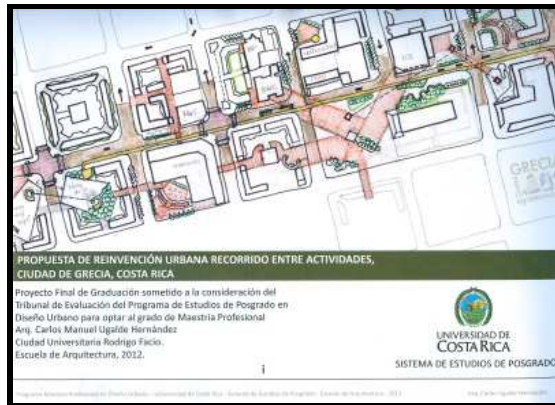 GRECIA
PROPUESTA DE REINVENCIÓN URBANA RECORRIDO ENTRE ACTIVIDADES,
CIUDAD DE GRECIA, COSTA RICA
Proyecto Final de Graduación sometido a la consideración del
Tribunal de Evaluación del Programa de Estudios de Posgrado en
Diseño Urbano para optar al grado de Maestría Profesional
Arq. Carlos Manuel Ugalde Hernández
Ciudad Universitaria Rodrigo Facio.
Escuela de Arquitectura, 2012.
UNIVERSIDAD DE
COSTA RICA
SISTEMA DE ESTUDIOS DE POSGRADO
i